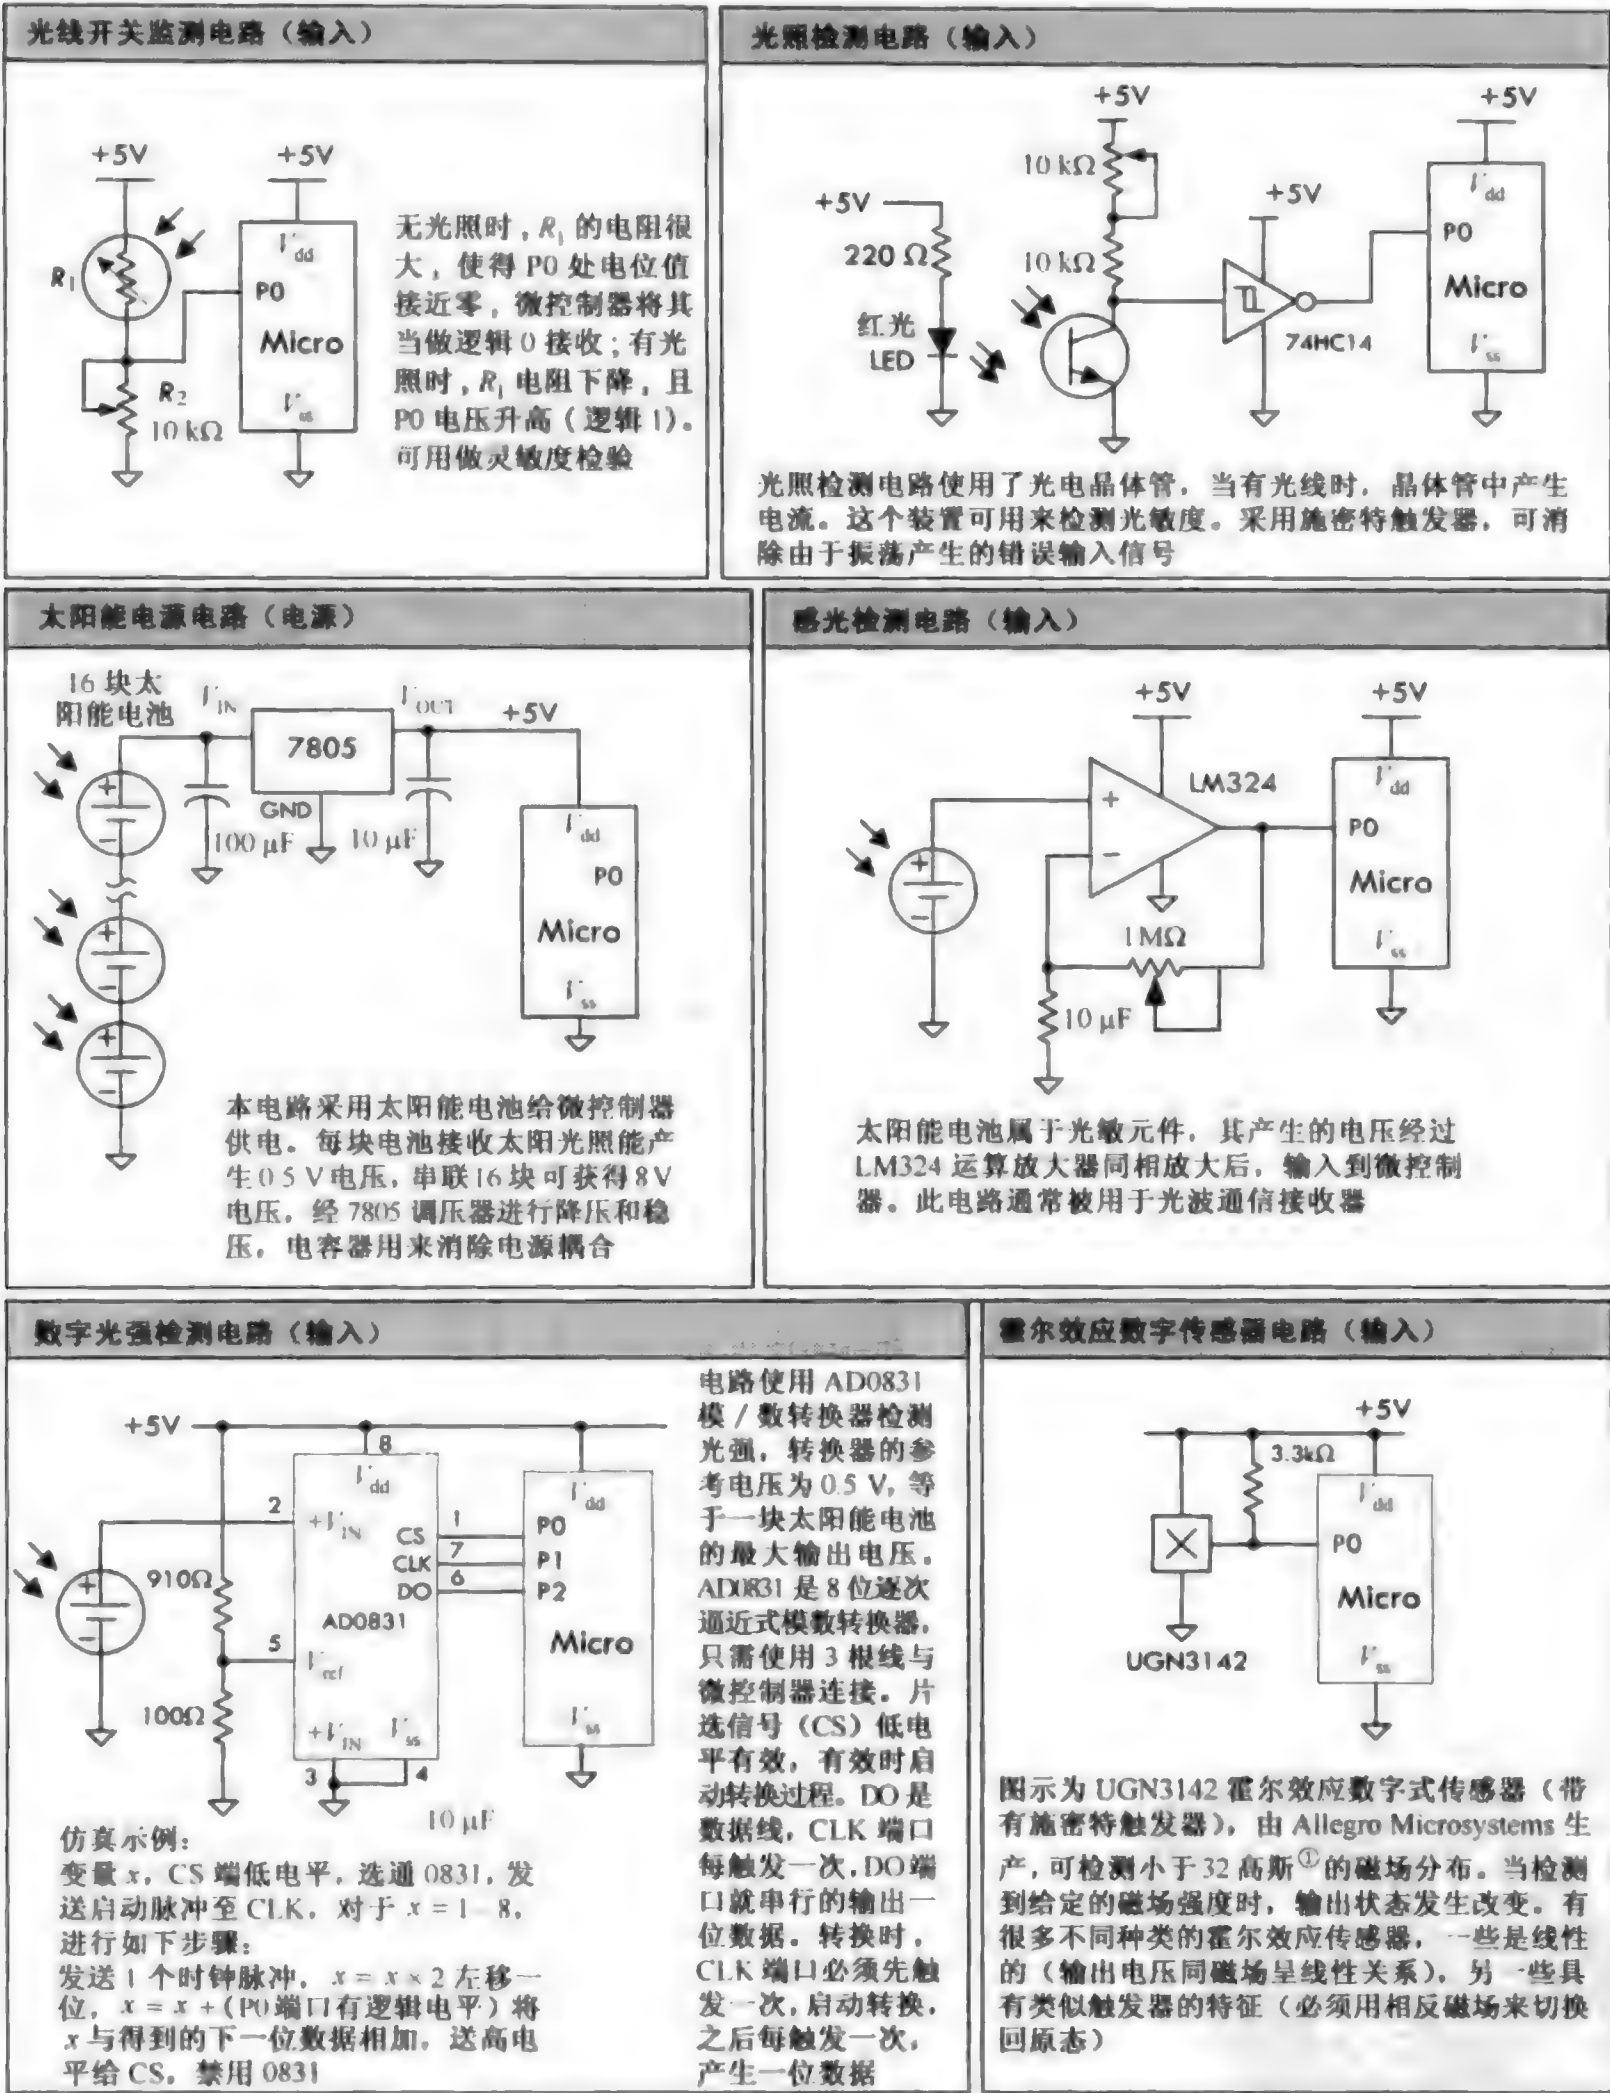 光线开关监测电路（输入）
+5V
+5V
R₁
V_dd
P0
Micro
R₂
10 kΩ
V_ss
无光照时，R₁ 的电阻很
大，使得 P0 处电位值
接近零，微控制器将其
当做逻辑 0 接收；有光
照时，R₁ 电阻下降，且
P0 电压升高（逻辑 1）。
可用做灵敏度检验
光照检测电路（输入）
+5V
+5V
10 kΩ
+5V
+5V
220 Ω
10 kΩ
红光
LED
74HC14
V_dd
P0
Micro
V_ss
光照检测电路使用了光电晶体管，当有光线时，晶体管中产生
电流。这个装置可用来检测光敏度。采用施密特触发器，可消
除由于振荡产生的错误输入信号
太阳能电源电路（电源）
16 块太
阳能电池
V_IN
V_OUT
+5V
7805
GND
100 μF
10 μF
V_dd
P0
Micro
V_ss
本电路采用太阳能电池给微控制器
供电。每块电池接收太阳光照能产
生 0.5 V 电压，串联 16 块可获得 8 V
电压，经 7805 调压器进行降压和稳
压，电容器用来消除电源耦合
感光检测电路（输入）
+5V
+5V
LM324
V_dd
P0
Micro
V_ss
1MΩ
10 μF
太阳能电池属于光敏元件，其产生的电压经过
LM324 运算放大器同相放大后，输入到微控制
器。此电路通常被用于光波通信接收器
数字光强检测电路（输入）
+5V
8
V_dd
2
+V_IN
CS
1
P0
CLK
7
P1
DO
6
P2
910Ω
AD0831
5
V_ref
Micro
100Ω
+V_IN
V_ss
3
4
V_dd
V_ss
10 μF
仿真示例：
变量 x，CS 端低电平，选通 0831，发
送启动脉冲至 CLK，对于 x = 1–8，
进行如下步骤：
发送 1 个时钟脉冲，x = x × 2 左移一
位，x = x + (P0 端口有逻辑电平) 将
x 与得到的下一位数据相加，送高电
平给 CS，禁用 0831
电路使用 AD0831
模 / 数转换器检测
光强，转换器的参
考电压为 0.5 V，等
于一块太阳能电池
的最大输出电压。
AD0831 是 8 位逐次
逼近式模数转换器，
只需使用 3 根线与
微控制器连接。片
选信号（CS）低电
平有效，有效时启
动转换过程。DO 是
数据线，CLK 端口
每触发一次，DO 端
口就串行的输出一
位数据。转换时，
CLK 端口必须先触
发一次，启动转换，
之后每触发一次，
产生一位数据
霍尔效应数字传感器电路（输入）
+5V
3.3kΩ
V_dd
P0
Micro
UGN3142
V_ss
图示为 UGN3142 霍尔效应数字式传感器（带
有施密特触发器），由 Allegro Microsystems 生
产，可检测小于 32 高斯①的磁场分布。当检测
到给定的磁场强度时，输出状态发生改变。有
很多不同种类的霍尔效应传感器，一些是线性
的（输出电压同磁场呈线性关系），另一些具
有类似触发器的特征（必须用相反磁场来切换
回原态）